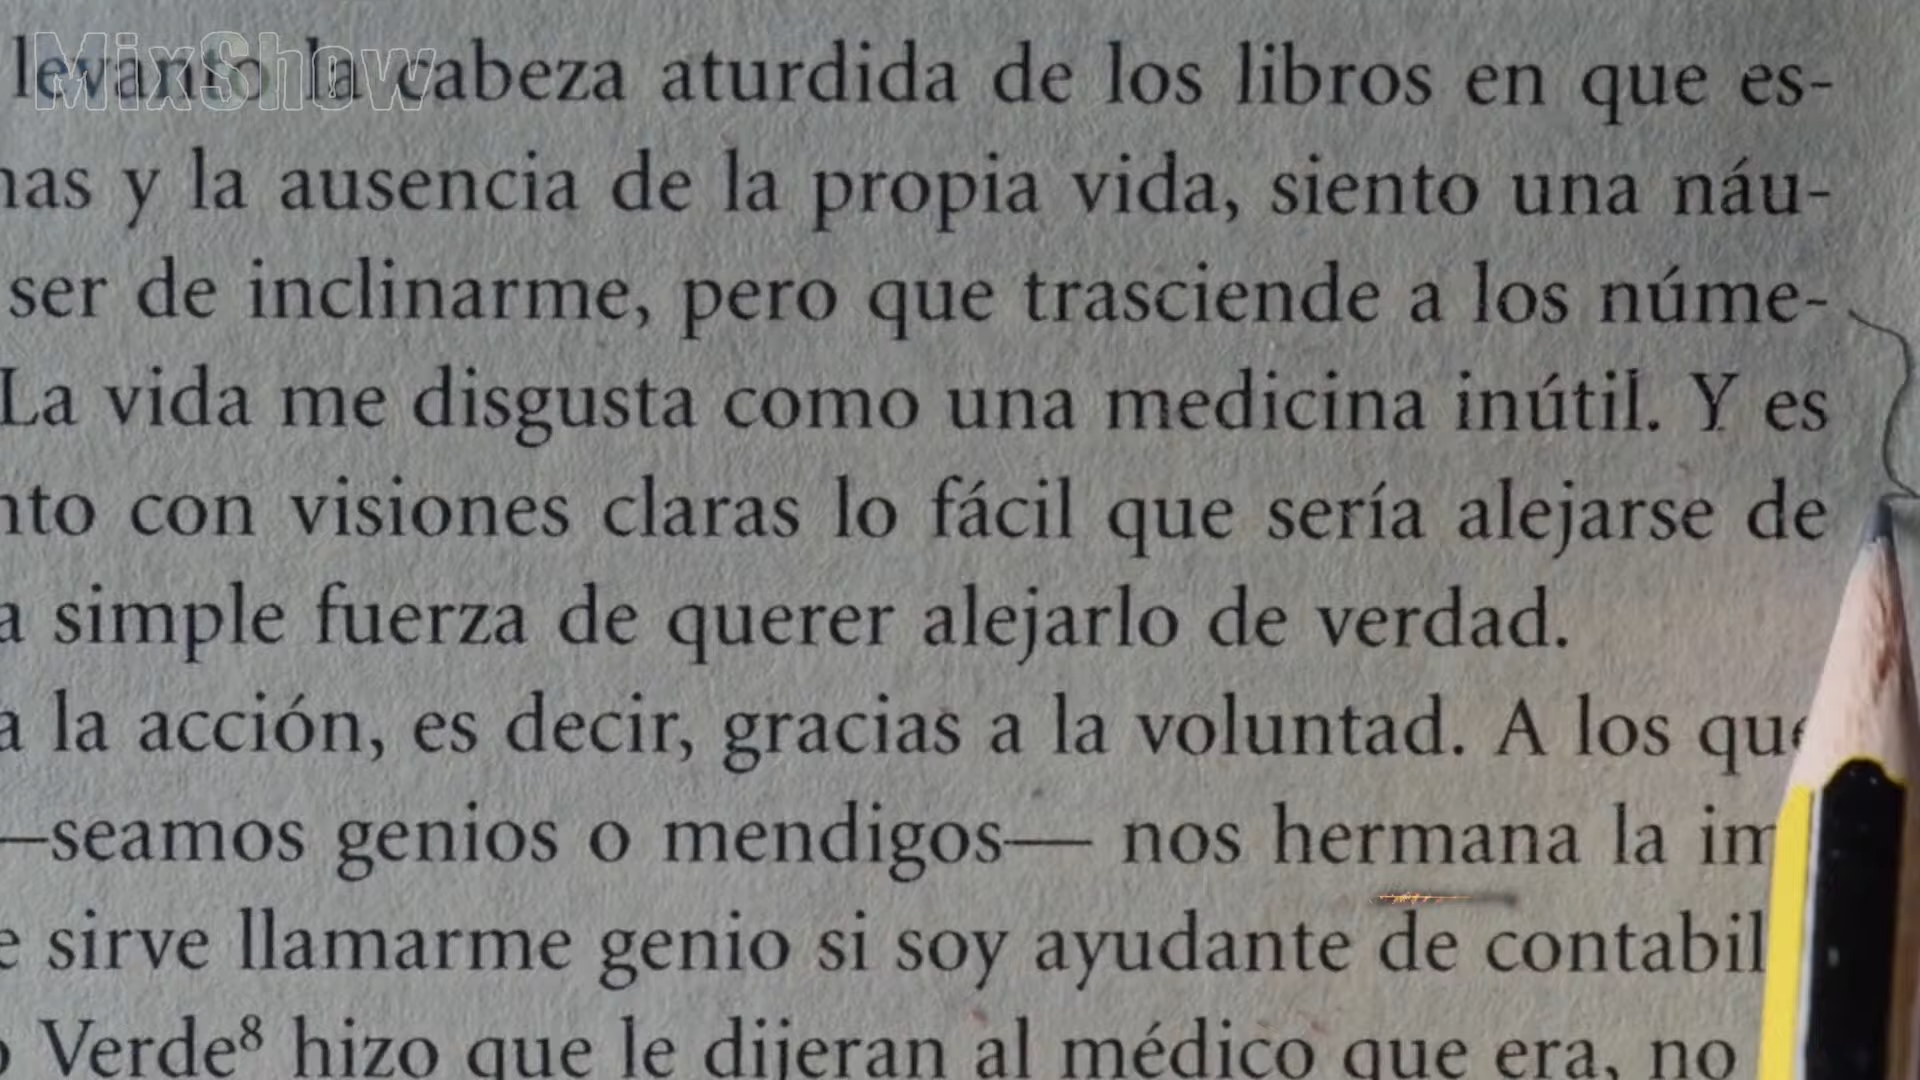 MixShow
levanto la cabeza aturdida de los libros en que es-
y la ausencia de la propia vida, siento una náu-
ser de inclinarme, pero que trasciende a los núme-
La vida me disgusta como una medicina inútil. Y es
con visiones claras lo fácil que sería alejarse de
simple fuerza de querer alejarlo de verdad.
la acción, es decir, gracias a la voluntad. A los que
—seamos genios o mendigos— nos hermana la
sirve llamarme genio si soy ayudante de
Verde⁸ hizo que le dijeran al médico que era, no